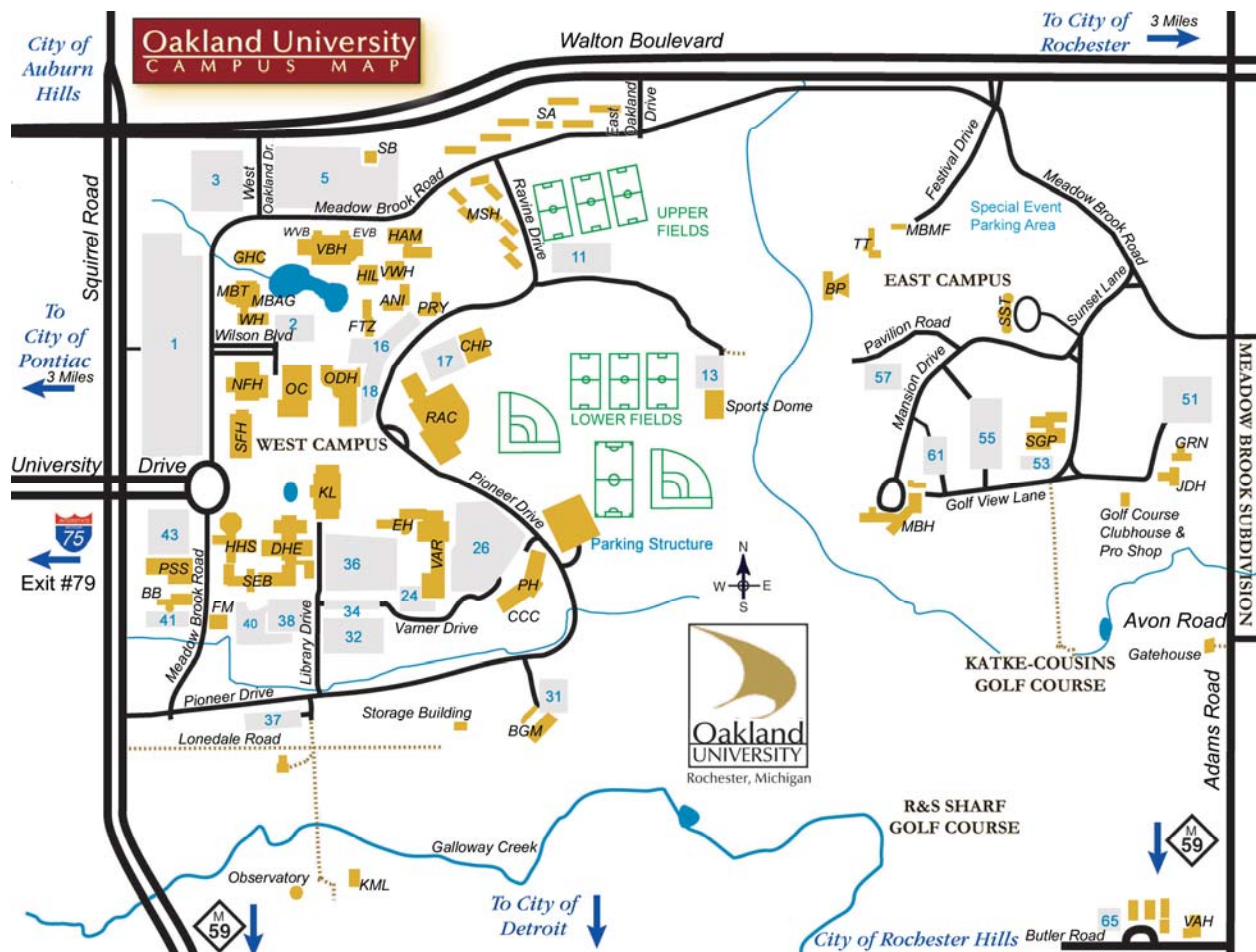 Oakland University
CAMPUS MAP
City of
Auburn
Hills
Walton Boulevard
To City of
Rochester
3 Miles
Squirrel Road
West
Oakland Dr.
East
Oakland
Drive
SA
SB
3
5
Meadow Brook Road
MSH
Ravine Drive
UPPER
FIELDS
11
Festival Drive
Meadow Brook Road
Special Event
Parking Area
MBMF
TT
EAST CAMPUS
BP
SST
Sunset Lane
WVB
EVB
VBH
HAM
GHC
HIL
VWH
MBT
MBAG
ANI
PRY
WH
FTZ
2
16
Wilson Blvd
1
To
City of
Pontiac
3 Miles
NFH
OC
ODH
18
17
CHP
RAC
SFH
WEST CAMPUS
LOWER FIELDS
13
Sports Dome
Pavilion Road
57
Mansion Drive
61
55
SGP
53
51
GRN
JDH
MBH
Golf View Lane
Golf Course
Clubhouse &
Pro Shop
MEADOW BROOK SUBDIVISION
University Drive
INTERSTATE
75
Exit #79
KL
Pioneer Drive
Parking Structure
43
HHS
DHE
EH
VAR
26
36
PSS
SEB
BB
FM
41
40
38
34
24
32
PH
CCC
Varner Drive
Library Drive
Meadow Brook Road
N
W E
S
Avon Road
Gatehouse
KATKE-COUSINS
GOLF COURSE
Adams Road
Pioneer Drive
37
Lonedale Road
Storage Building
31
BGM
Oakland
UNIVERSITY
Rochester, Michigan
R&S SHARF
GOLF COURSE
Galloway Creek
Observatory
KML
M
59
To City of
Detroit
M
59
City of Rochester Hills
65
Butler Road
VAH